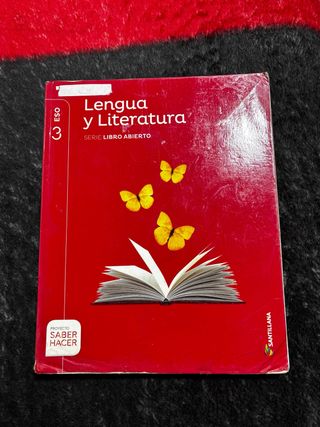 Lengua
y Literatura
SERIE LIBRO ABIERTO
3 ESO
PROYECTO
SABER
HACER
SANTILLANA